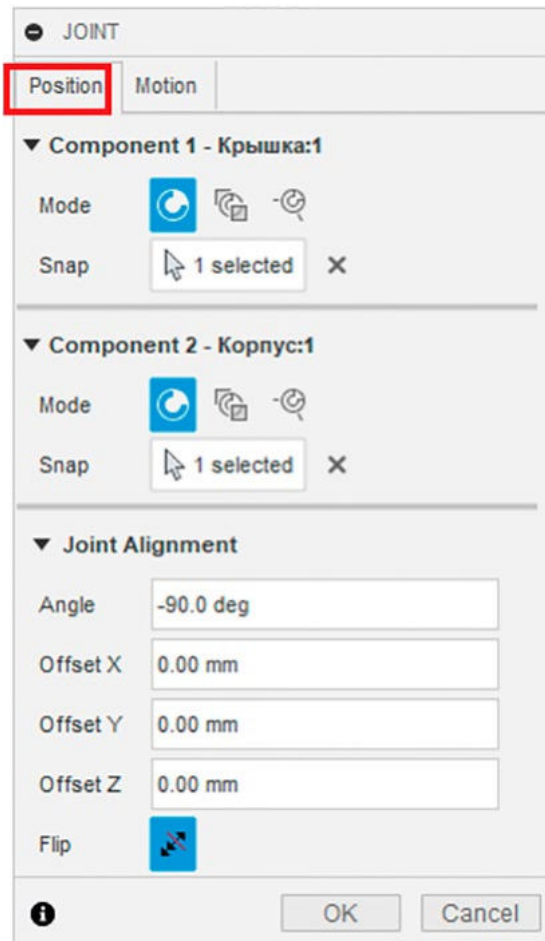 JOINT
Position Motion
Component 1 - Крышка:1
Mode
Snap 1 selected
Component 2 - Корпус:1
Mode
Snap 1 selected
Joint Alignment
Angle -90.0 deg
Offset X 0.00 mm
Offset Y 0.00 mm
Offset Z 0.00 mm
Flip
OK Cancel